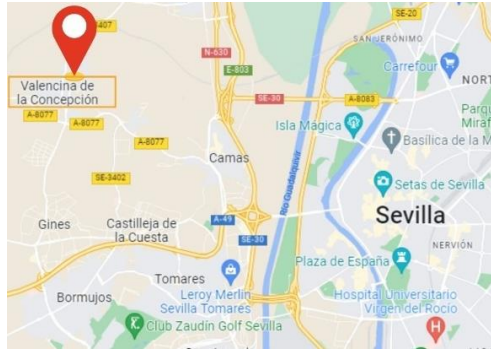 SE-20
407
SAN JERÓNIMO
N-630
Carrefour
E-803
NORT
Valencina de
la Concepción
SE-30
A-8083
Parq
Miraf
A-8077
A-8077
Isla Mágica
A-8077
Basílica de la M
Camas
Río Guadalquivir
SE-3402
Setas de Sevilla
Sevilla
Gines
Castilleja de
la Cuesta
A-49
SE-30
NERVIÓN
Plaza de España
Tomares
Bormujos
Leroy Merlin
Sevilla Tomares
Hospital Universitario
Virgen del Rocío
Club Zaudín Golf Sevilla